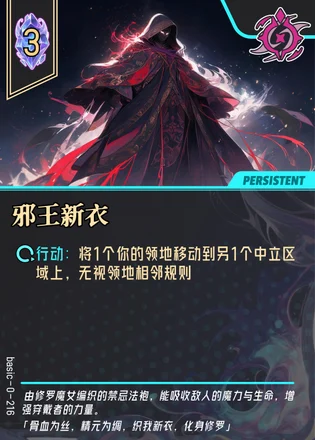 3
PERSISTENT
邪王新衣
行动：将1个你的领地移动到另1个中立区
域上，无视领地相邻规则
basic-0-216
由修罗魔女编织的禁忌法袍，能吸收敌人的魔力与生命，增
强穿戴者的力量。
「骨血为丝，精元为绸，织我新衣，化身修罗」